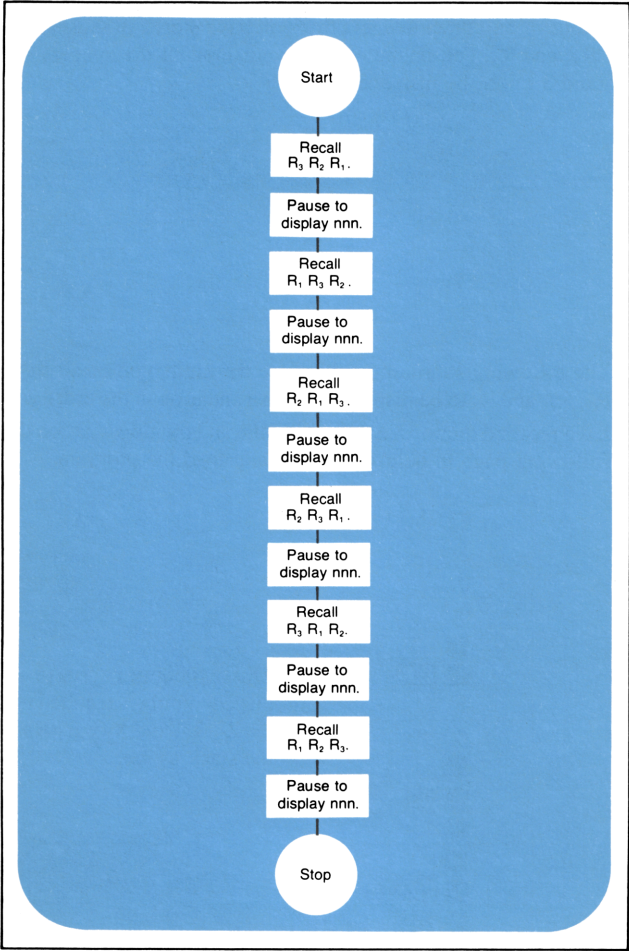 Start
Recall
R₃ R₂ R₁.
Pause to
display nnn.
Recall
R₁ R₃ R₂.
Pause to
display nnn.
Recall
R₂ R₁ R₃.
Pause to
display nnn.
Recall
R₂ R₃ R₁.
Pause to
display nnn.
Recall
R₃ R₁ R₂.
Pause to
display nnn.
Recall
R₁ R₂ R₃.
Pause to
display nnn.
Stop